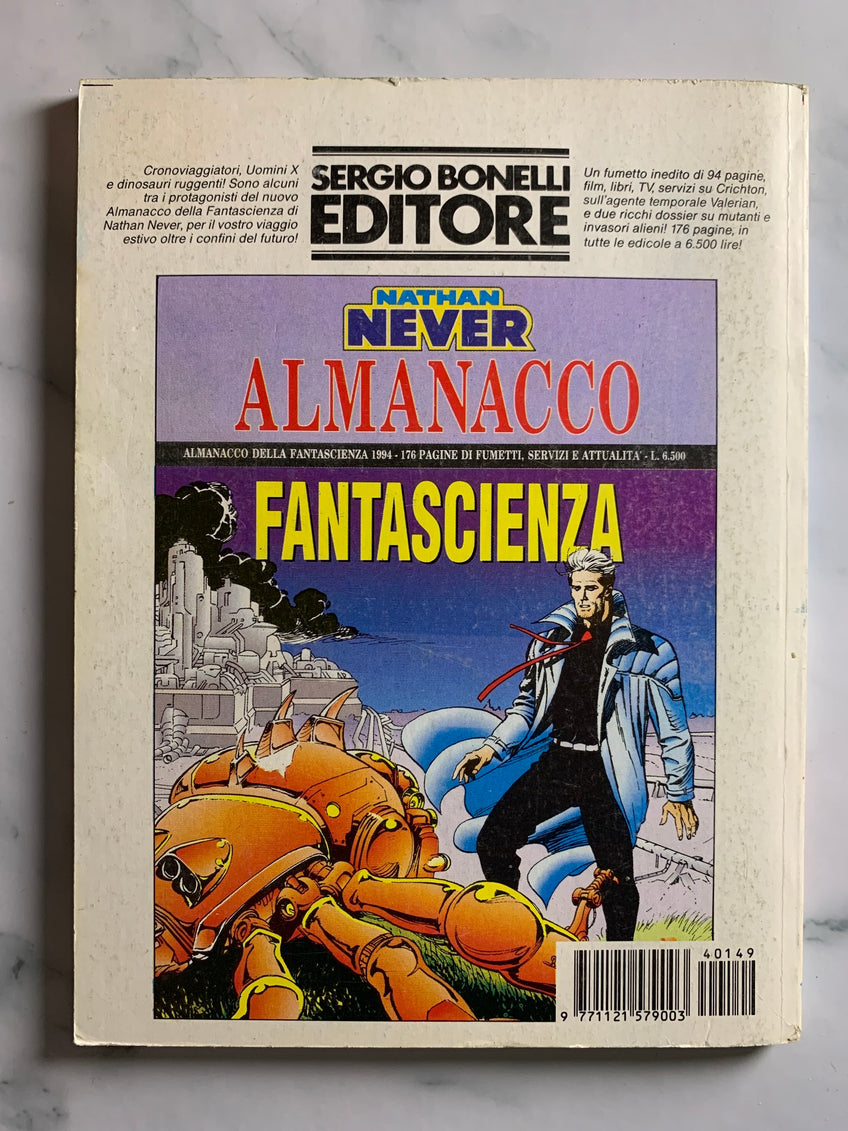 Cronoviaggiatori, Uomini X
e dinosauri ruggenti! Sono alcuni
tra i protagonisti del nuovo
Almanacco della Fantascienza di
Nathan Never, per il vostro viaggio
estivo oltre i confini del futuro!
SERGIO BONELLI
EDITORE
Un fumetto inedito di 94 pagine,
film, libri, TV, servizi su Crichton,
sull'agente temporale Valerian,
e due ricchi dossier su mutanti e
invasori alieni! 176 pagine, in
tutte le edicole a 6.500 lire!
NATHAN
NEVER
ALMANACCO
ALMANACCO DELLA FANTASCIENZA 1994 - 176 PAGINE DI FUMETTI, SERVIZI E ATTUALITA' - L. 6.500
FANTASCIENZA
40149
9 771121 579003